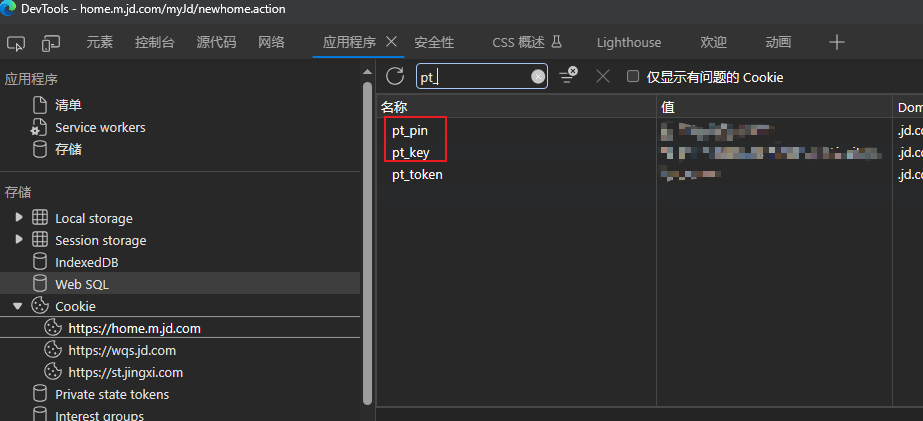 DevTools - home.m.jd.com/myJd/newhome.action
元素 控制台 源代码 网络 应用程序 安全性 CSS 概述 Lighthouse 欢迎 动画
应用程序
清单
Service workers
存储
存储
Local storage
Session storage
IndexedDB
Web SQL
Cookie
https://home.m.jd.com
https://wqs.jd.com
https://st.jingxi.com
Private state tokens
Interest groups
pt_ 仅显示有问题的 Cookie
名称 值 Dom
pt_pin .jd.co
pt_key .jd.co
pt_token .jd.co